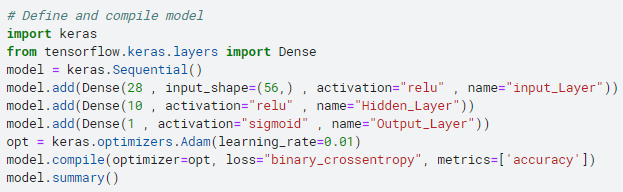 # Define and compile model
import keras
from tensorflow.keras.layers import Dense
model = keras.Sequential()
model.add(Dense(28 , input_shape=(56,) , activation="relu" , name="input_Layer"))
model.add(Dense(10 , activation="relu" , name="Hidden_Layer"))
model.add(Dense(1 , activation="sigmoid" , name="Output_Layer"))
opt = keras.optimizers.Adam(learning_rate=0.01)
model.compile(optimizer=opt, loss="binary_crossentropy", metrics=['accuracy'])
model.summary()